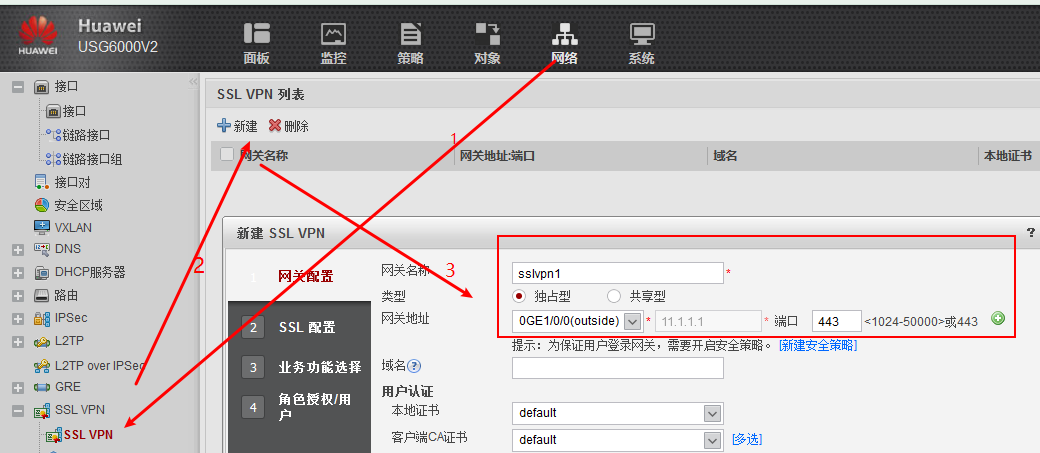 HUAWEI
Huawei
USG6000V2
面板
监控
策略
对象
网络
系统
接口
接口
链路接口
链路接口组
接口对
安全区域
VXLAN
DNS
DHCP服务器
路由
IPSec
L2TP
L2TP over IPSec
GRE
SSL VPN
SSL VPN
SSL VPN 列表
新建 删除
网关名称 网关地址:端口 域名 本地证书
1
2
3
新建 SSL VPN ?
1 网关配置
2 SSL 配置
3 业务功能选择
4 角色授权/用
户
网关名称 sslvpn1 *
类型 独占型 共享型
网关地址 0GE1/0/0(outside) * 11.1.1.1 * 端口 443 <1024-50000>或443
提示：为保证用户登录网关，需要开启安全策略。[新建安全策略]
域名
用户认证
本地证书 default
客户端CA证书 default [多选]